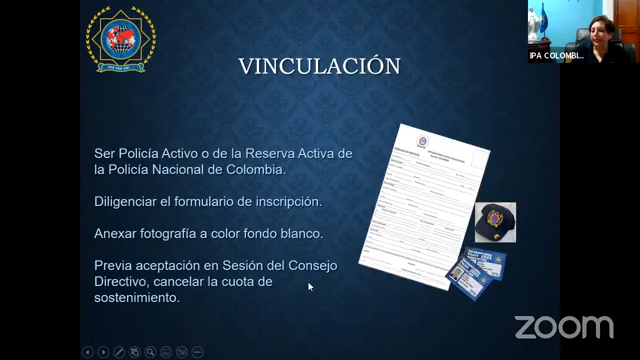 VINCULACIÓN
IPA COLOMBI...
Ser Policía Activo o de la Reserva Activa de
la Policía Nacional de Colombia.
Diligenciar el formulario de inscripción.
Anexar fotografía a color fondo blanco.
Previa aceptación en Sesión del Consejo
Directivo, cancelar la cuota de
sostenimiento.
zoom